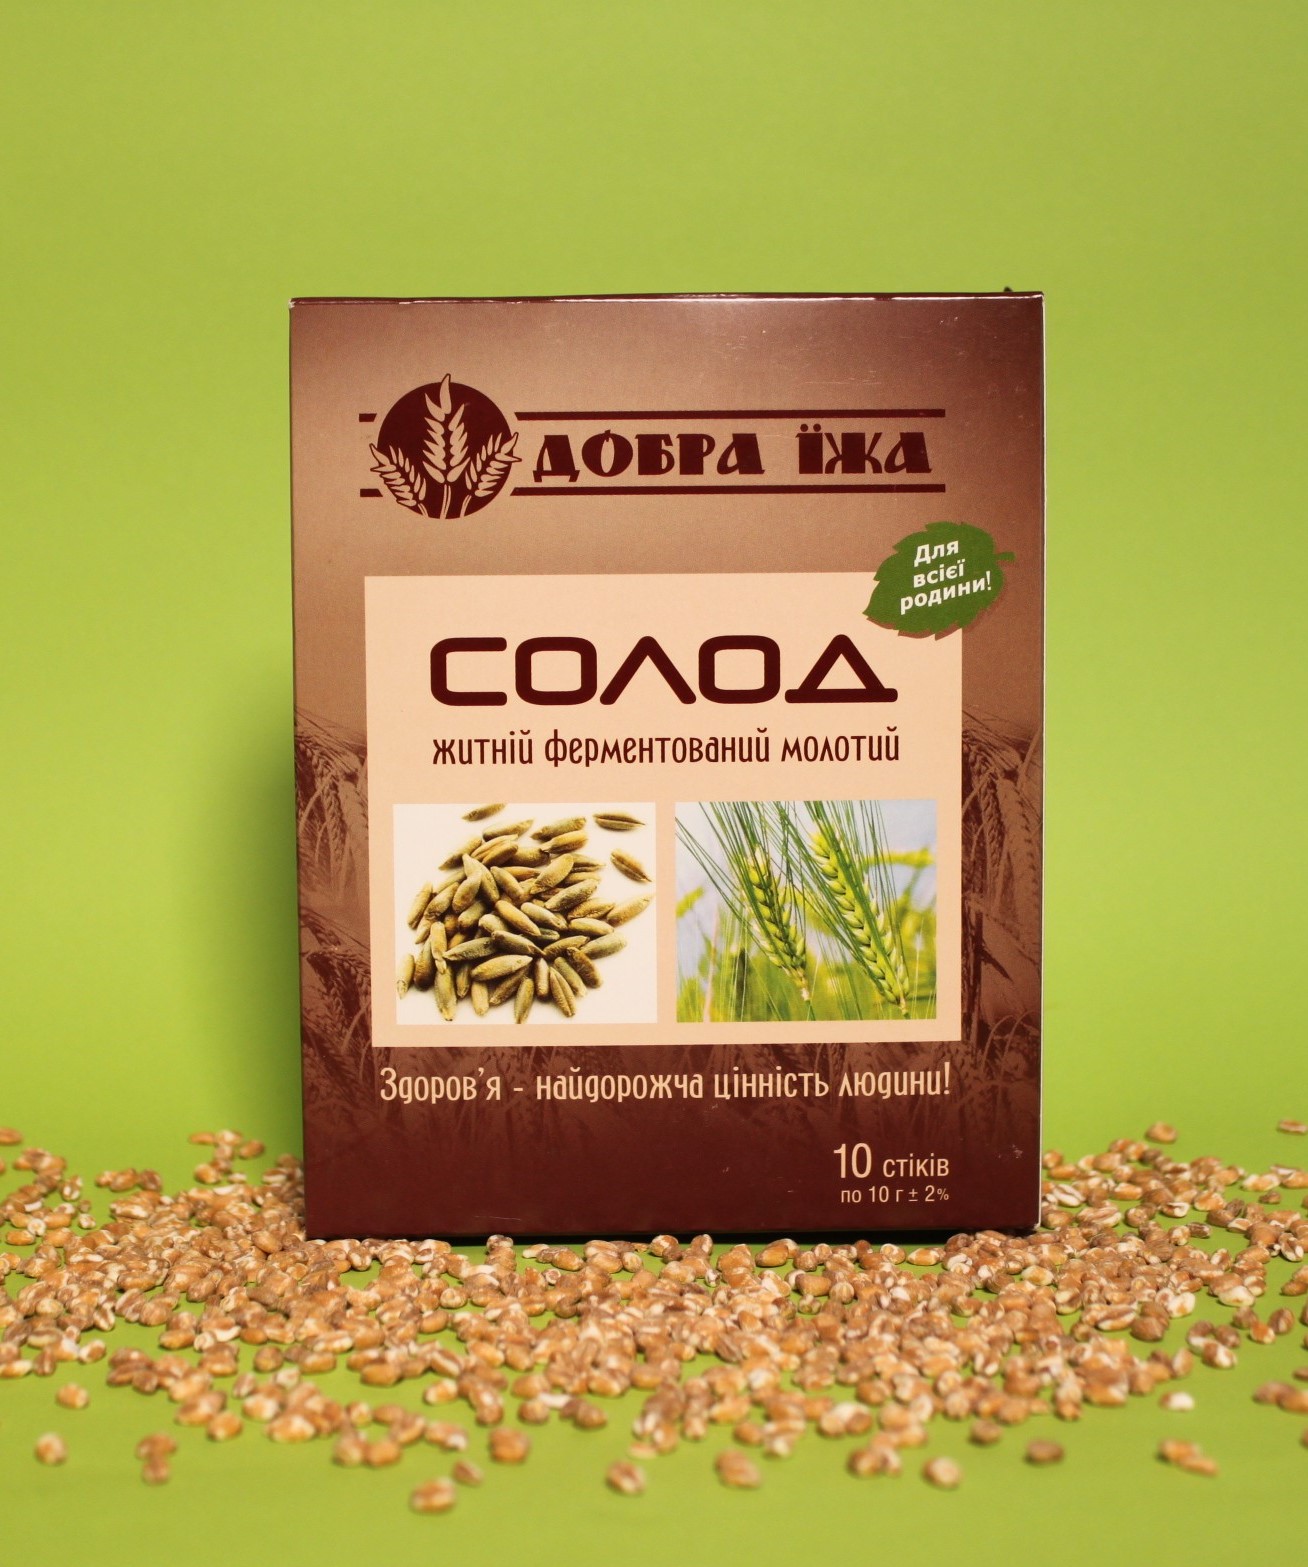 ДОБРА ЇЖА
Для
всієї
родини!
СОЛОД
житній ферментований молотий
Здоров'я - найдорожча цінність людини!
10 стіків
по 10 г ± 2%